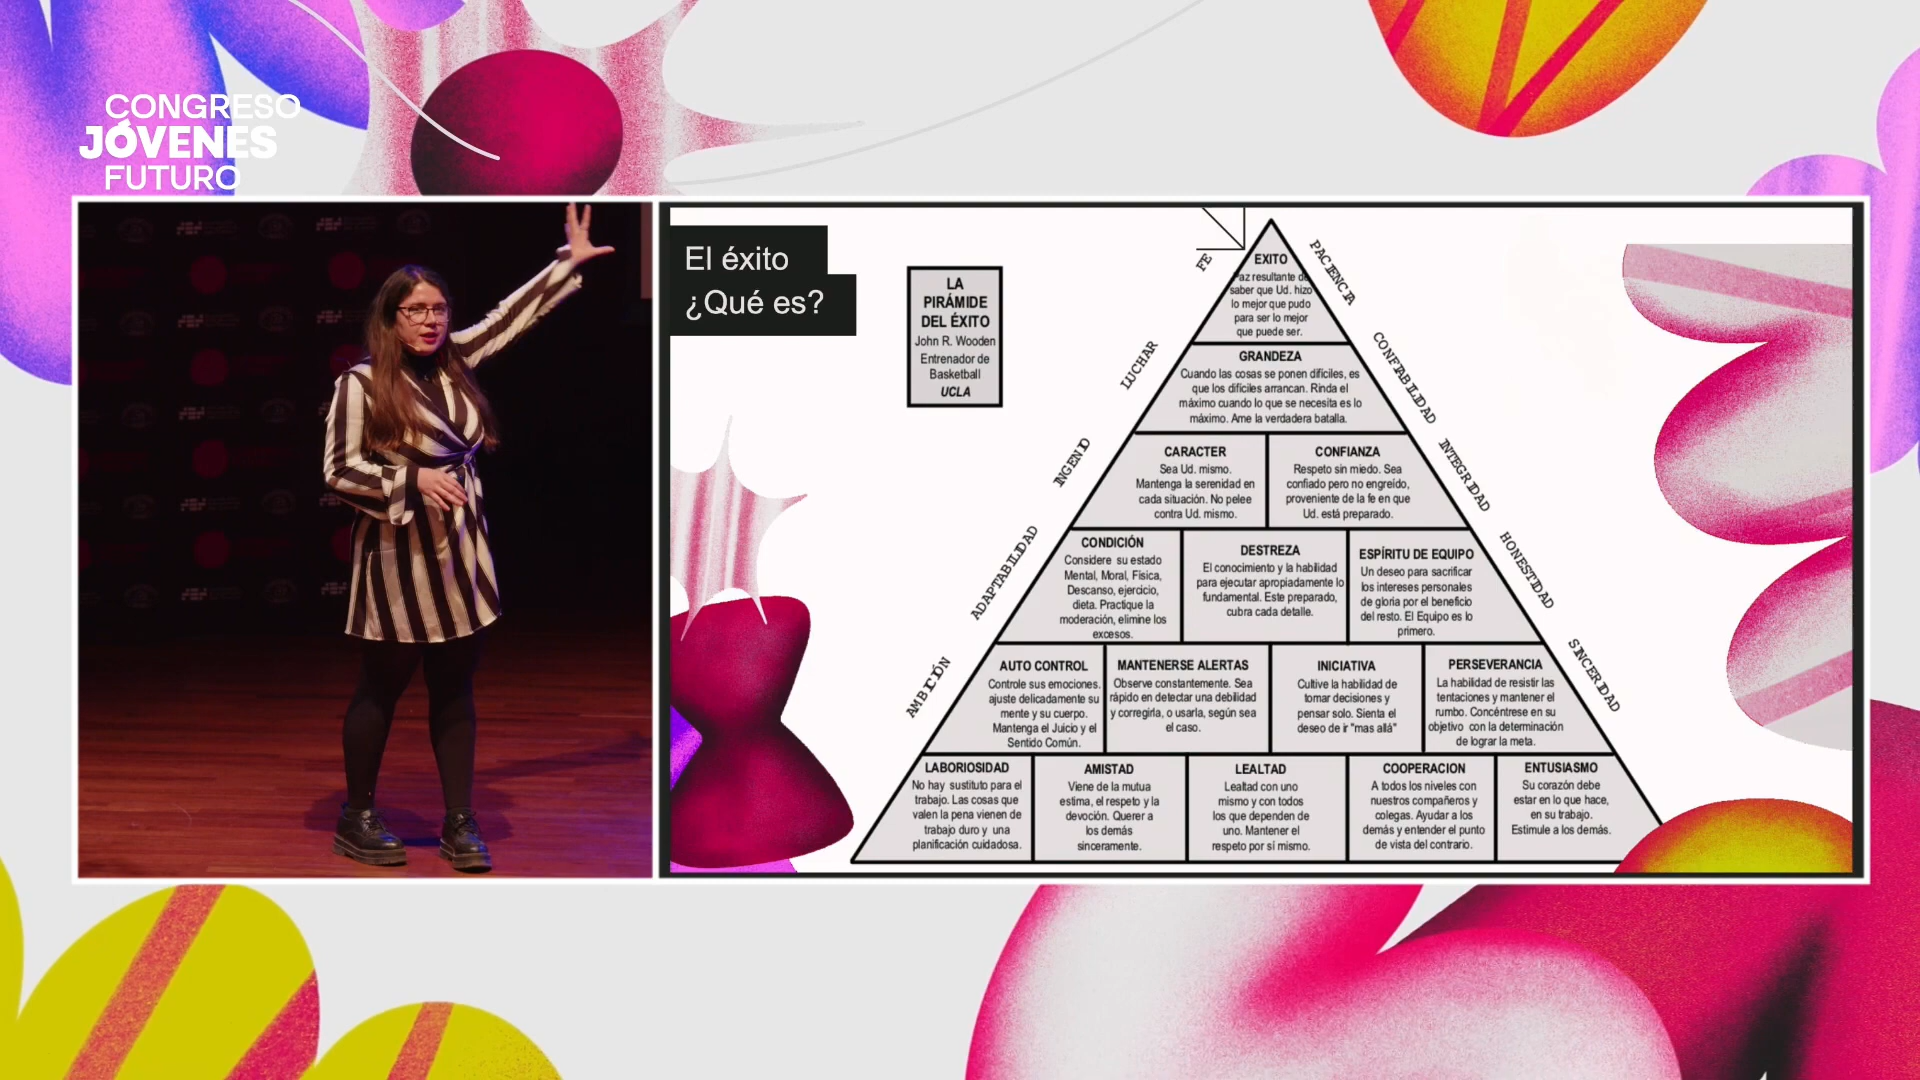 CONGRESO
JÓVENES
FUTURO
El éxito
¿Qué es?
LA
PIRÁMIDE
DEL ÉXITO
John R. Wooden
Entrenador de
Basketball
UCLA
FE
LUCHAR
INGENIO
ADAPTABILIDAD
AMBICIÓN
PACIENCIA
CONFIABILIDAD
INTEGRIDAD
HONESTIDAD
SINCERIDAD
EXITO
Paz resultante de
saber que Ud. hizo
lo mejor que pudo
para ser lo mejor
que puede ser.
GRANDEZA
Cuando las cosas se ponen difíciles, es
que los difíciles arrancan. Rinda el
máximo cuando lo que se necesita es lo
máximo. Ame la verdadera batalla.
CARACTER
Sea Ud. mismo.
Mantenga la serenidad en
cada situación. No pelee
contra Ud. mismo.
CONFIANZA
Respeto sin miedo. Sea
confiado pero no engreído,
proveniente de la fe en que
Ud. está preparado.
CONDICIÓN
Considere su estado
Mental, Moral, Física,
Descanso, ejercicio,
dieta. Practique la
moderación, elimine los
excesos.
DESTREZA
El conocimiento y la habilidad
para ejecutar apropiadamente lo
fundamental. Este preparado,
cubra cada detalle.
ESPÍRITU DE EQUIPO
Un deseo para sacrificar
los intereses personales
de gloria por el beneficio
del resto. El Equipo es lo
primero.
AUTO CONTROL
Controle sus emociones.
ajuste delicadamente su
mente y su cuerpo.
Mantenga el Juicio y el
Sentido Común.
MANTENERSE ALERTAS
Observe constantemente. Sea
rápido en detectar una debilidad
y corregirla, o usarla, según sea
el caso.
INICIATIVA
Cultive la habilidad de
tomar decisiones y
pensar solo. Sienta el
deseo de ir "mas allá"
PERSEVERANCIA
La habilidad de resistir las
tentaciones y mantener el
rumbo. Concéntrese en su
objetivo con la determinación
de lograr la meta.
LABORIOSIDAD
No hay sustituto para el
trabajo. Las cosas que
valen la pena vienen de
trabajo duro y una
planificación cuidadosa.
AMISTAD
Viene de la mutua
estima, el respeto y la
devoción. Querer a
los demás
sinceramente.
LEALTAD
Lealtad con uno
mismo y con todos
los que dependen de
uno. Mantener el
respeto por sí mismo.
COOPERACION
A todos los niveles con
nuestros compañeros y
colegas. Ayudar a los
demás y entender el punto
de vista del contrario.
ENTUSIASMO
Su corazón debe
estar en lo que hace,
en su trabajo.
Estimule a los demás.